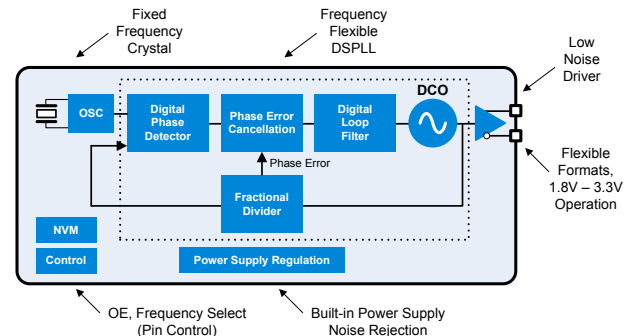 Fixed
Frequency
Crystal
Frequency
Flexible
DSPLL
Low
Noise
Driver
OSC
Digital
Phase
Detector
Phase Error
Cancellation
Digital
Loop
Filter
DCO
Phase Error
Fractional
Divider
Flexible
Formats,
1.8V – 3.3V
Operation
NVM
Control
Power Supply Regulation
OE, Frequency Select
(Pin Control)
Built-in Power Supply
Noise Rejection